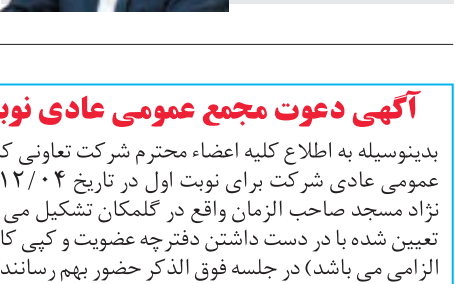 آگهی دعوت مجمع عمومی عادی
بدینوسیله به اطلاع کلیه اعضاء محترم شرکت تعاونی
عمومی عادی شرکت برای نوبت اول در تاریخ ۱۲/۰۴
نژاد مسجد صاحب الزمان واقع در گلمکان تشکیل می
تعیین شده با در دست داشتن دفترچه عضویت و کپی
الزامی می باشد) در جلسه فوق الذکر حضور بهم رسانند